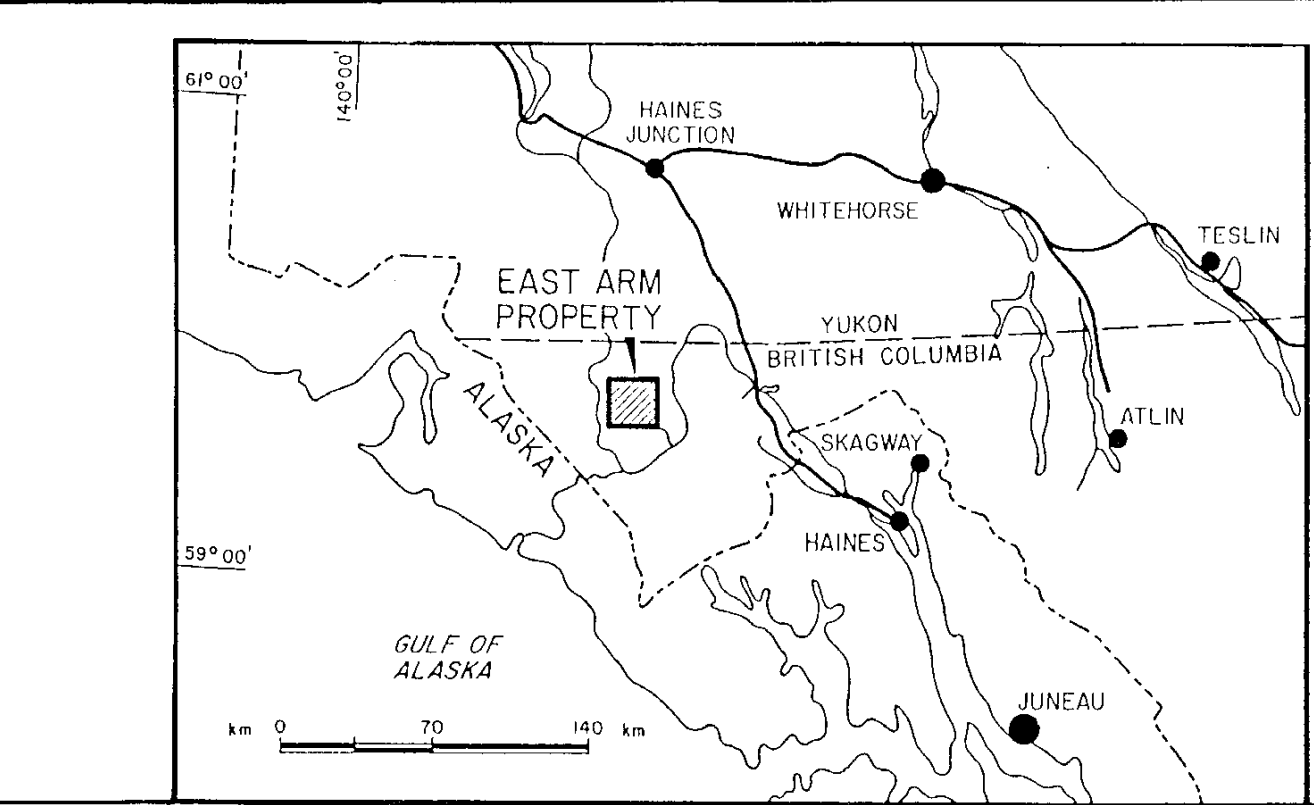 61° 00'
140°00'
HAINES
JUNCTION
WHITEHORSE
TESLIN
EAST ARM
PROPERTY
YUKON
BRITISH COLUMBIA
ALASKA
ATLIN
SKAGWAY
HAINES
59° 00'
GULF OF
ALASKA
JUNEAU
km 0 70 140 km